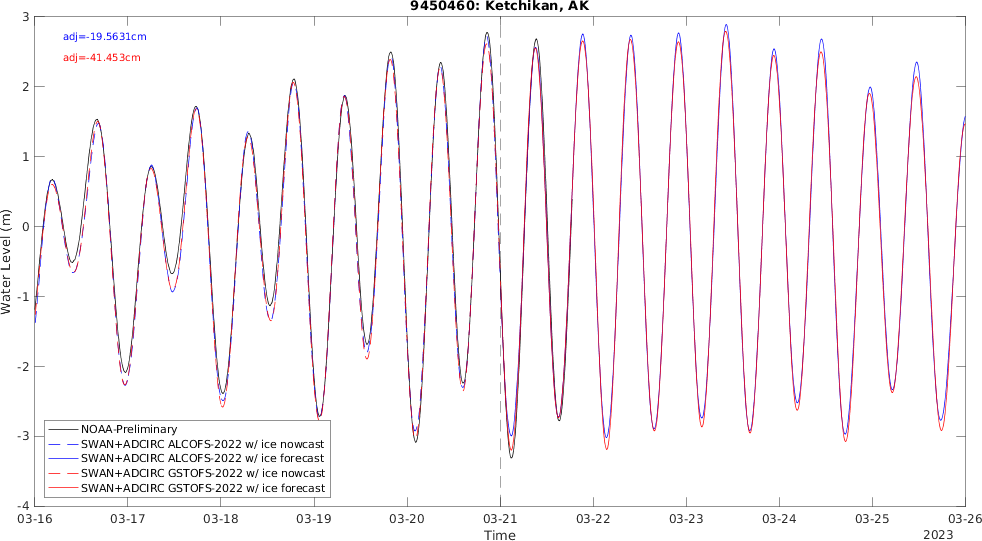 9450460: Ketchikan, AK
adj=-19.5631cm
adj=-41.453cm
Water Level (m)
3
2
1
0
-1
-2
-3
-4
NOAA-Preliminary
SWAN+ADCIRC ALCOFS-2022 w/ ice nowcast
SWAN+ADCIRC ALCOFS-2022 w/ ice forecast
SWAN+ADCIRC GSTOFS-2022 w/ ice nowcast
SWAN+ADCIRC GSTOFS-2022 w/ ice forecast
03-16 03-17 03-18 03-19 03-20 03-21 03-22 03-23 03-24 03-25 03-26
Time
2023